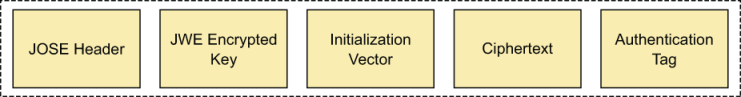 JOSE Header
JWE Encrypted
Key
Initialization
Vector
Ciphertext
Authentication
Tag